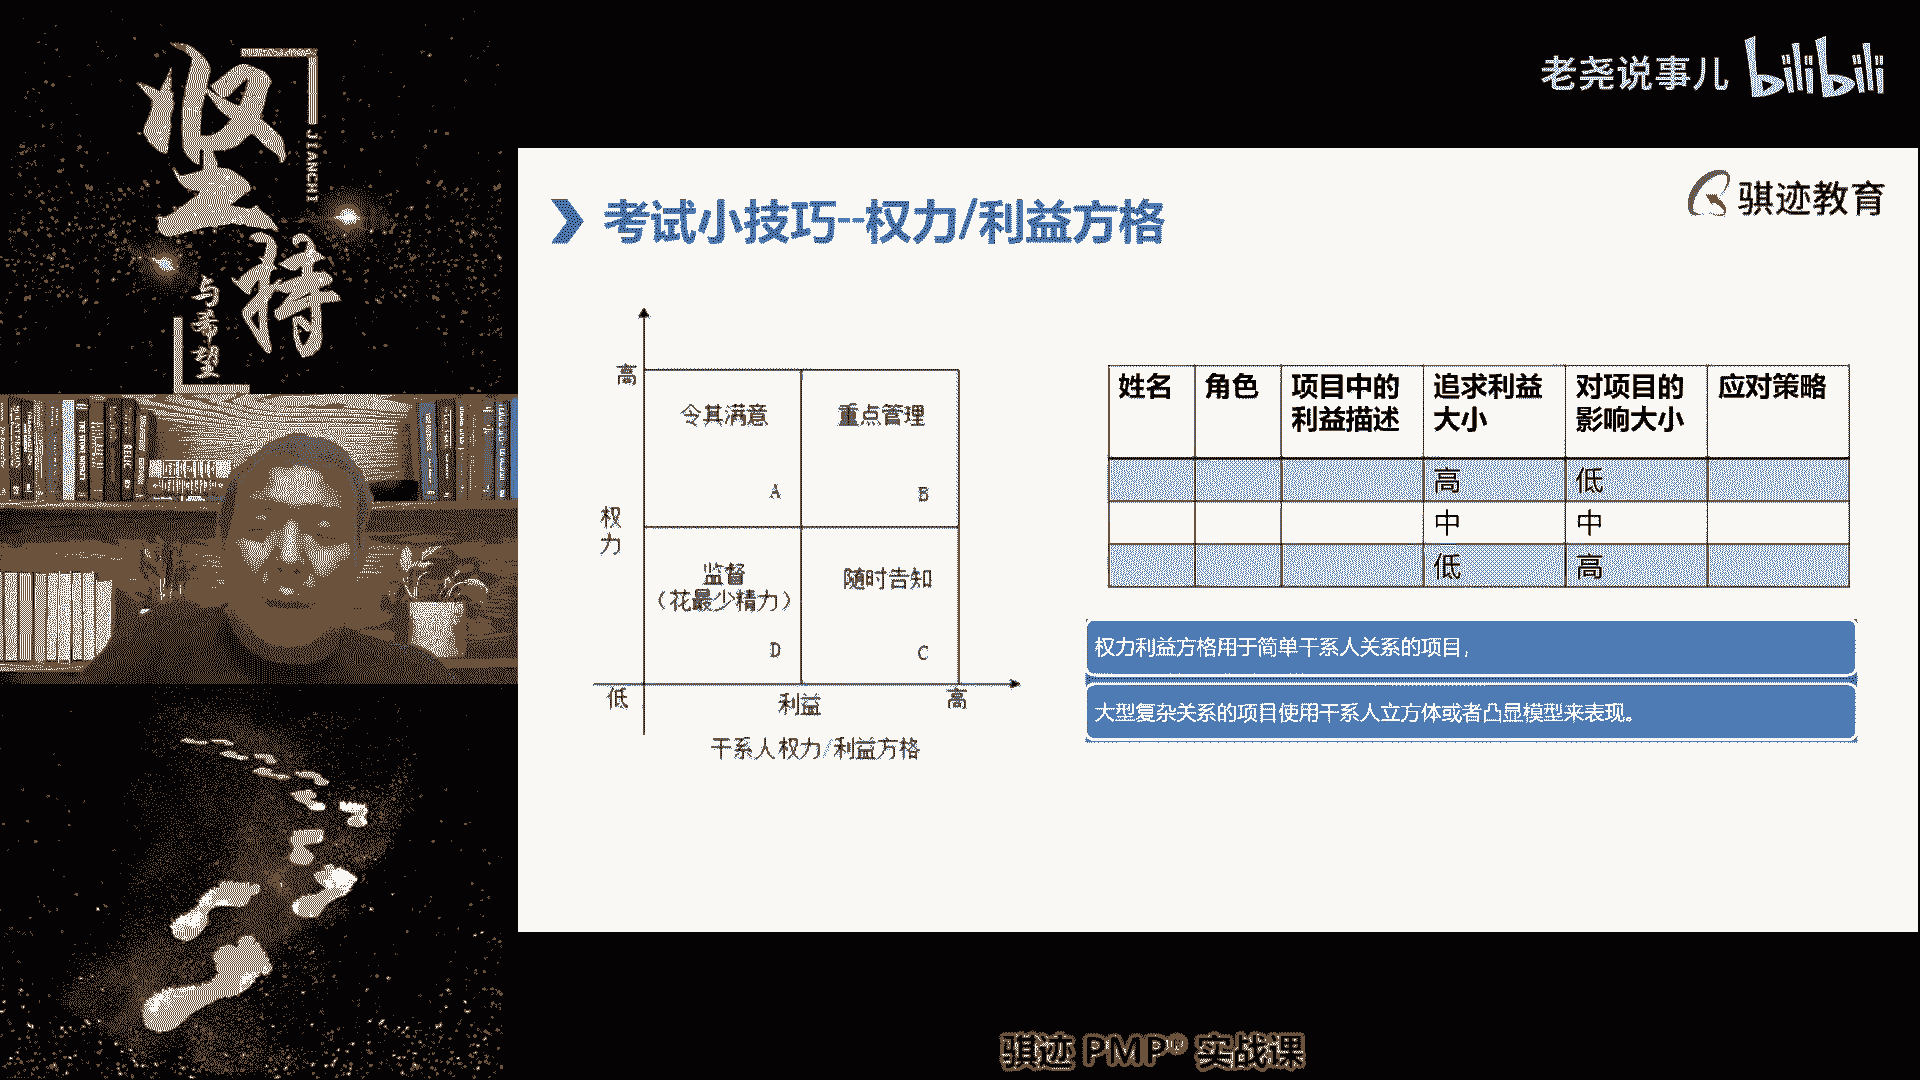 坚
持
JIANCHI
与希望
老尧说事儿 bilibili
骐迹教育
考试小技巧--权力/利益方格
高
令其满意
重点管理
A
B
权力
监督
（花最少精力）
随时告知
D
C
低
利益
高
干系人权力/利益方格
姓名 角色 项目中的利益描述 追求利益大小 对项目的影响大小 应对策略
高 低
中 中
低 高
权力利益方格用于简单干系人关系的项目，
大型复杂关系的项目使用干系人立方体或者凸显模型来表现。
骐迹 PMP® 实战课